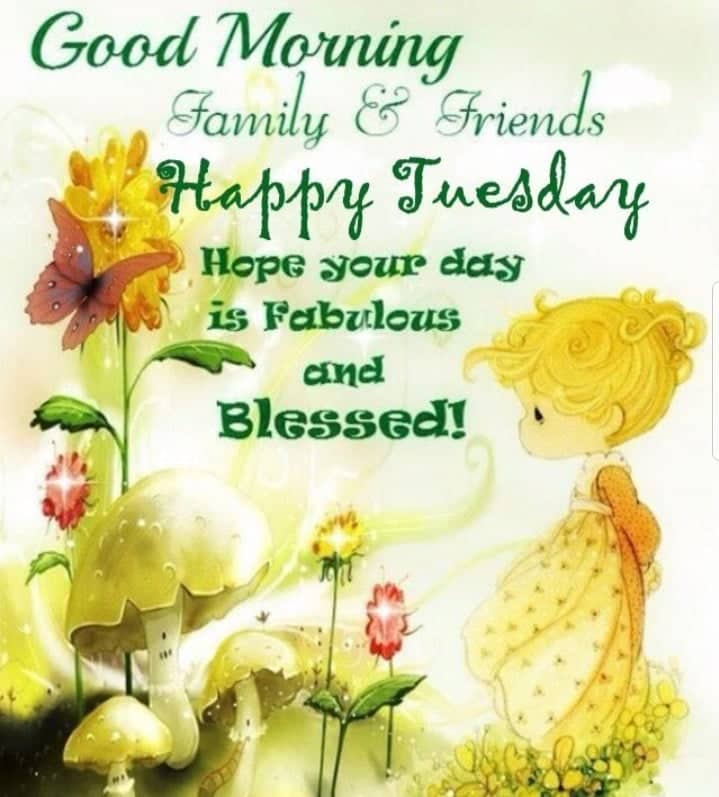 Good Morning
Family & Friends
Happy Tuesday
Hope your day
is Fabulous
and
Blessed!